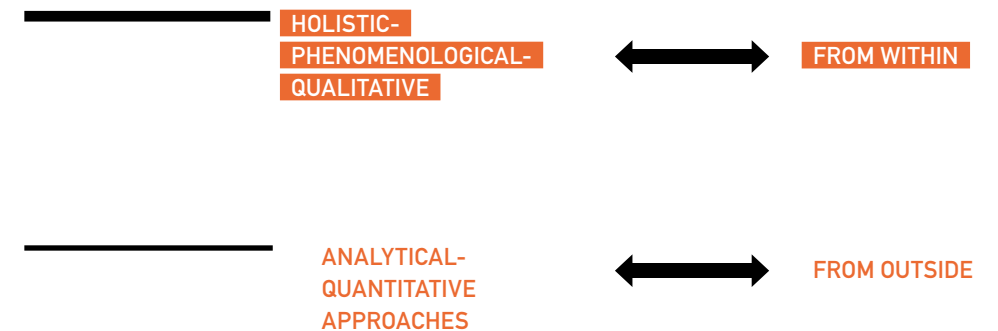 HOLISTIC-
PHENOMENOLOGICAL-
QUALITATIVE
FROM WITHIN
ANALYTICAL-
QUANTITATIVE
APPROACHES
FROM OUTSIDE